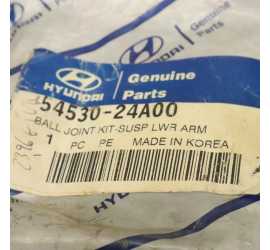 HYUNDAI
Genuine
Parts
54530-24A00
BALL JOINT KIT-SUSP LWR ARM
1 PC PE MADE IN KOREA